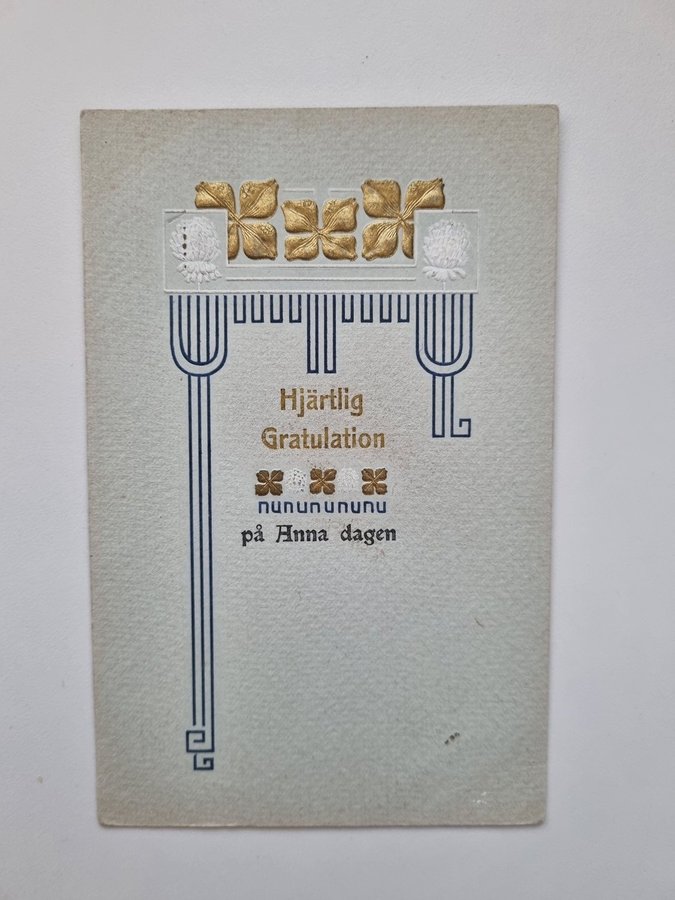 Hjärtlig
Gratulation
på Anna dagen